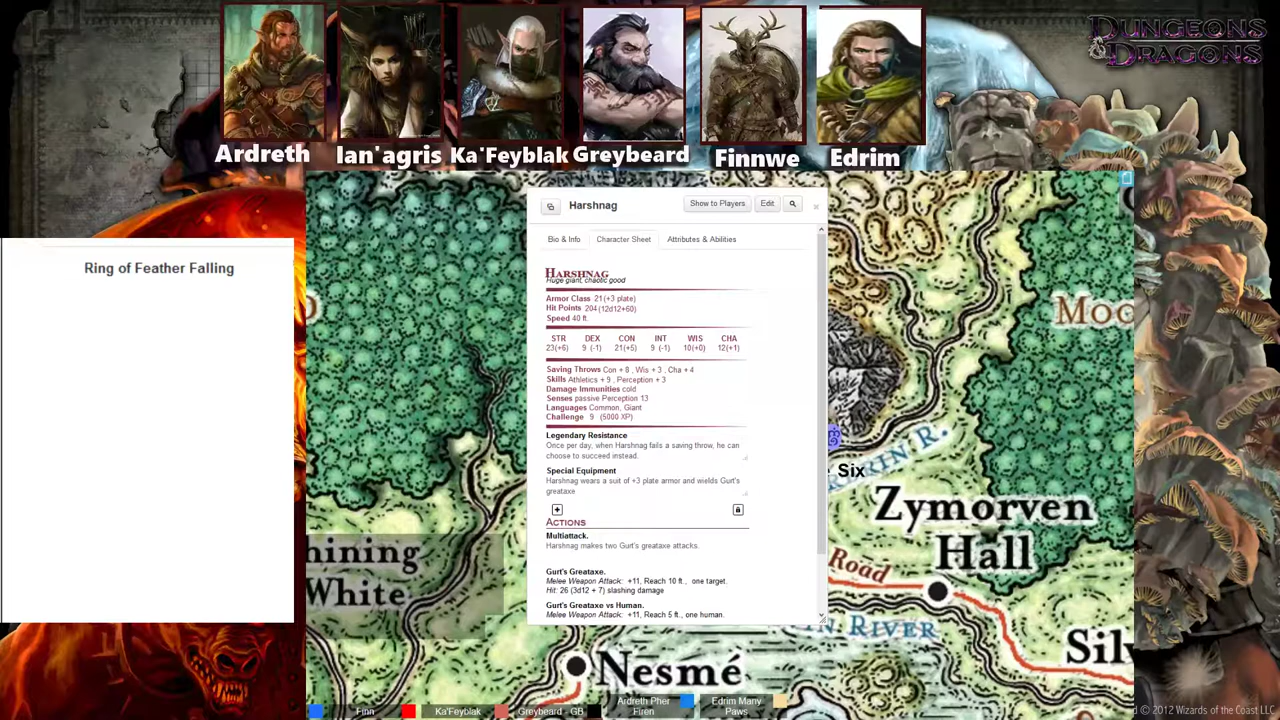 DUNGEONS
& DRAGONS
Ardreth
Ian'agris
Ka'Feyblak
Greybeard
Finnwe
Edrim
Ring of Feather Falling
Harshnag
Show to Players
Edit
Bio & Info
Character Sheet
Attributes & Abilities
HARSHNAG
Huge giant, chaotic good
Armor Class 21 (+3 plate)
Hit Points 204 (12d12+60)
Speed 40 ft.
STR DEX CON INT WIS CHA
23(+6) 9 (-1) 21(+5) 9 (-1) 10(+0) 12(+1)
Saving Throws Con + 8 , Wis + 3 , Cha + 4
Skills Athletics + 9 , Perception + 3
Damage Immunities cold
Senses passive Perception 13
Languages Common, Giant
Challenge 9 (5000 XP)
Legendary Resistance
Once per day, when Harshnag fails a saving throw, he can
choose to succeed instead.
Special Equipment
Harshnag wears a suit of +3 plate armor and wields Gurt's
greataxe
ACTIONS
Multiattack.
Harshnag makes two Gurt's greataxe attacks.
Gurt's Greataxe.
Melee Weapon Attack: +11, Reach 10 ft., one target.
Hit: 26 (3d12 + 7) slashing damage
Gurt's Greataxe vs Human.
Melee Weapon Attack: +11, Reach 5 ft., one human.
Moo
Six
R.
Zymorven
Hall
Road
hining
White
RIVER
Nesmé
Silv
Finn
Ka'Feyblak
Greybeard - GB
Ardreth Pher
Firen
Edrim Many
Paws
© 2012 Wizards of the Coast LLC